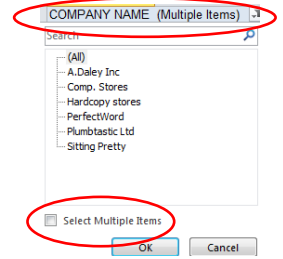 COMPANY NAME (Multiple Items)
Search
(All)
A.Daley Inc
Comp. Stores
Hardcopy stores
PerfectWord
Plumbtastic Ltd
Sitting Pretty
Select Multiple Items
OK Cancel